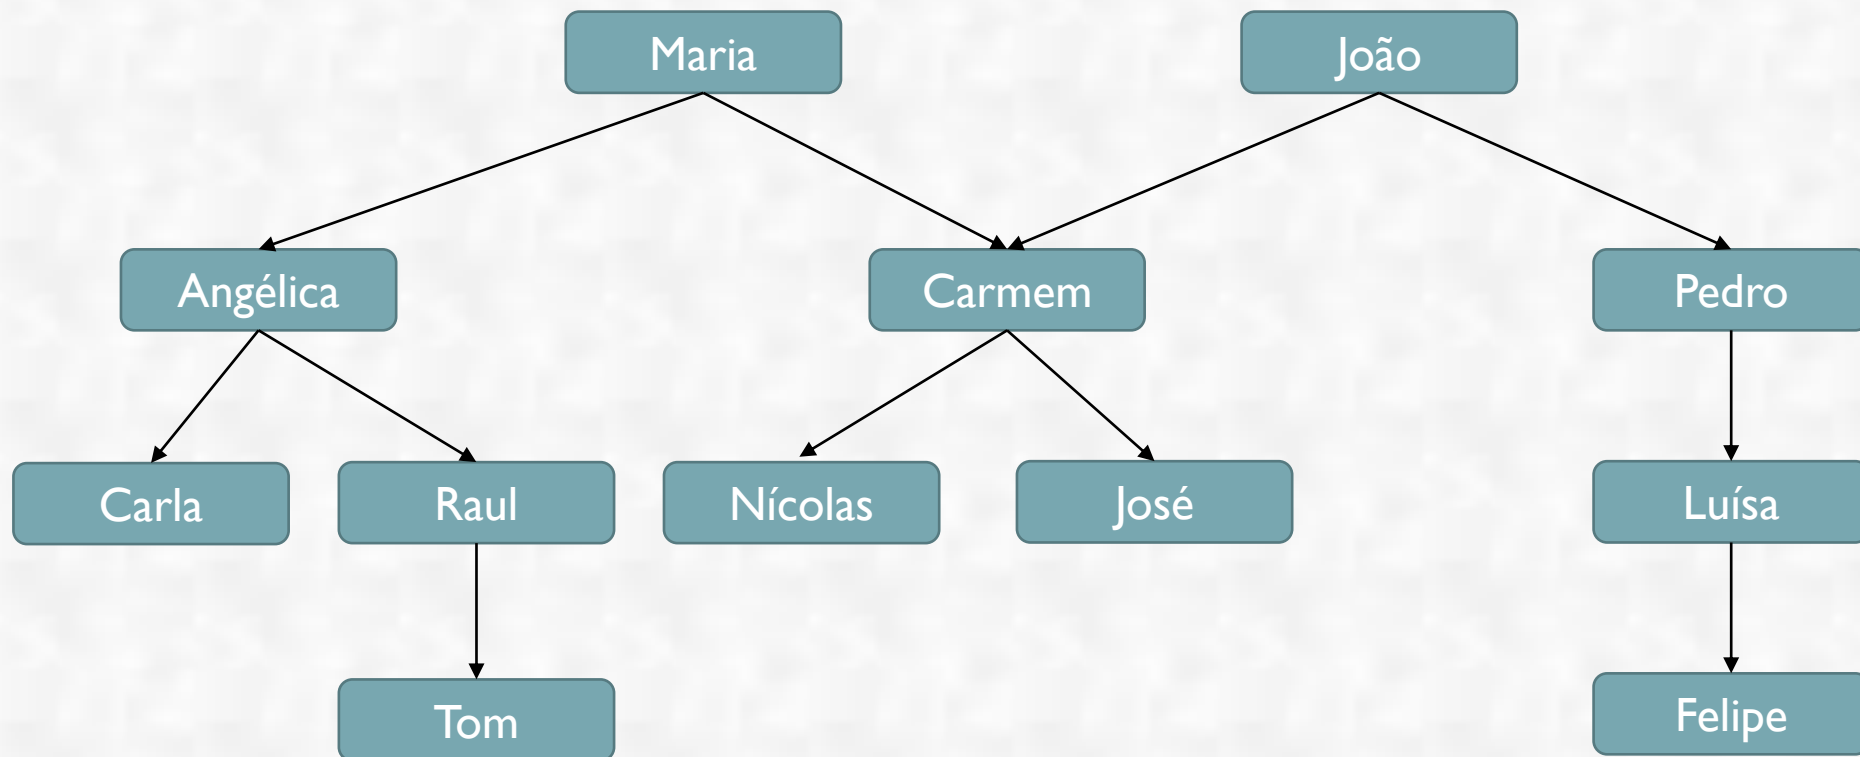 Maria
João
Angélica
Carmem
Pedro
Carla
Raul
Nícolas
José
Luísa
Tom
Felipe